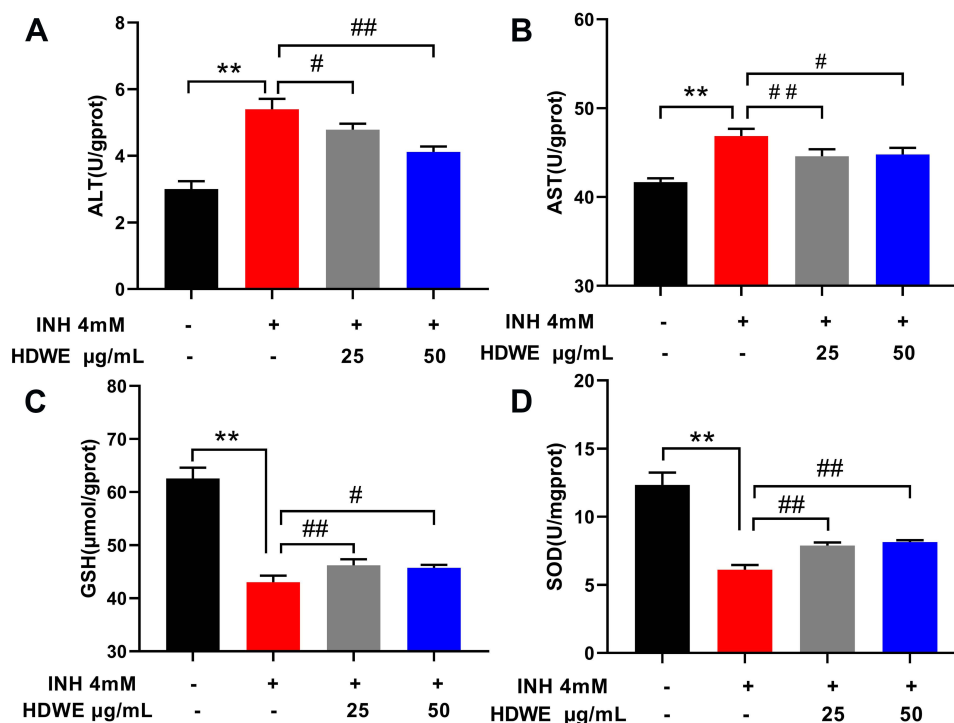 A
ALT(U/gprot)
8
6
4
2
0
**
#
##
INH 4mM - + + +
HDWE µg/mL - - 25 50
B
AST(U/gprot)
60
50
40
30
**
# #
#
INH 4mM - + + +
HDWE µg/mL - - 25 50
C
GSH(µmol/gprot)
80
70
60
50
40
30
**
##
#
INH 4mM - + + +
HDWE µg/mL - - 25 50
D
SOD(U/mgprot)
20
15
10
5
0
**
##
##
INH 4mM - + + +
HDWE µg/mL - - 25 50